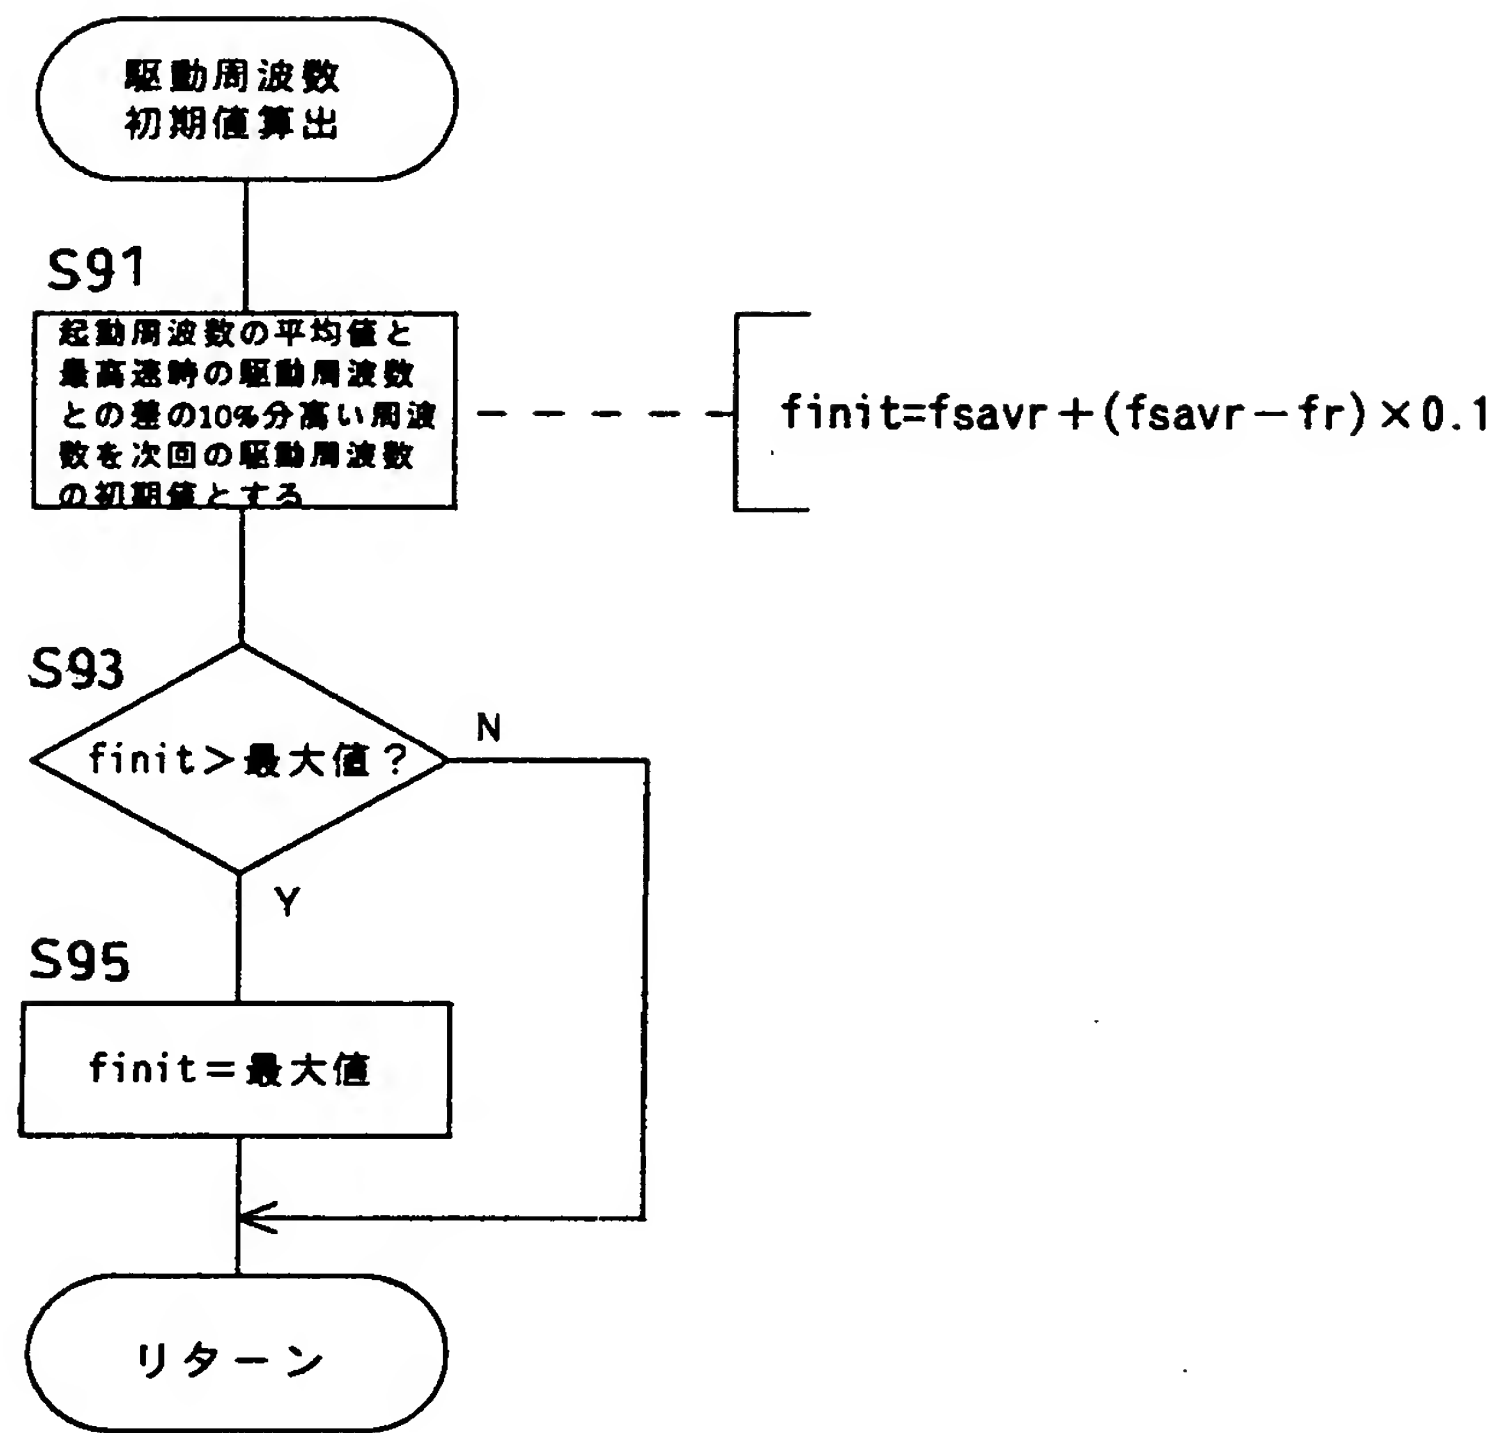 駆動周波数
初期値算出
S91
起動周波数の平均値と
最高速時の駆動周波数
との差の10%分高い周波
数を次回の駆動周波数
の初期値とする
finit=fsavr+(fsavr-fr)×0.1
S93
finit>最大値?
N
Y
S95
finit=最大値
リターン